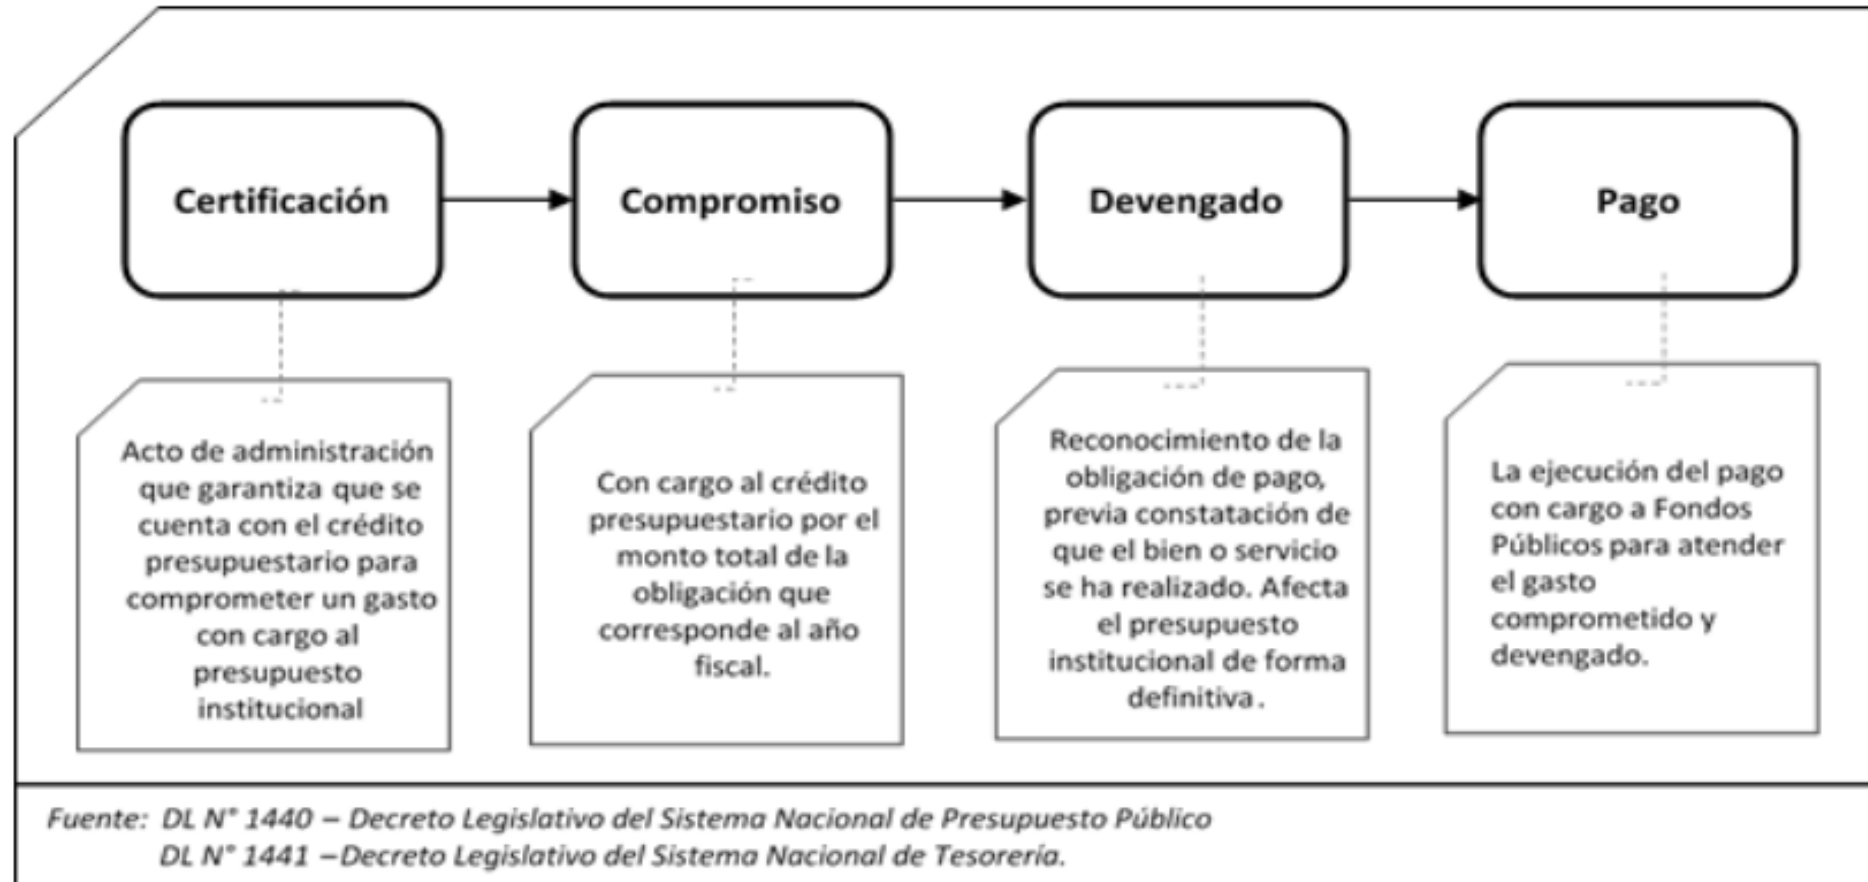 Certificación
Compromiso
Devengado
Pago
Acto de administración
que garantiza que se
cuenta con el crédito
presupuestario para
comprometer un gasto
con cargo al
presupuesto
institucional
Con cargo al crédito
presupuestario por el
monto total de la
obligación que
corresponde al año
fiscal.
Reconocimiento de la
obligación de pago,
previa constatación de
que el bien o servicio
se ha realizado. Afecta
el presupuesto
institucional de forma
definitiva.
La ejecución del pago
con cargo a Fondos
Públicos para atender
el gasto
comprometido y
devengado.
Fuente: DL N° 1440 – Decreto Legislativo del Sistema Nacional de Presupuesto Público
DL N° 1441 –Decreto Legislativo del Sistema Nacional de Tesorería.